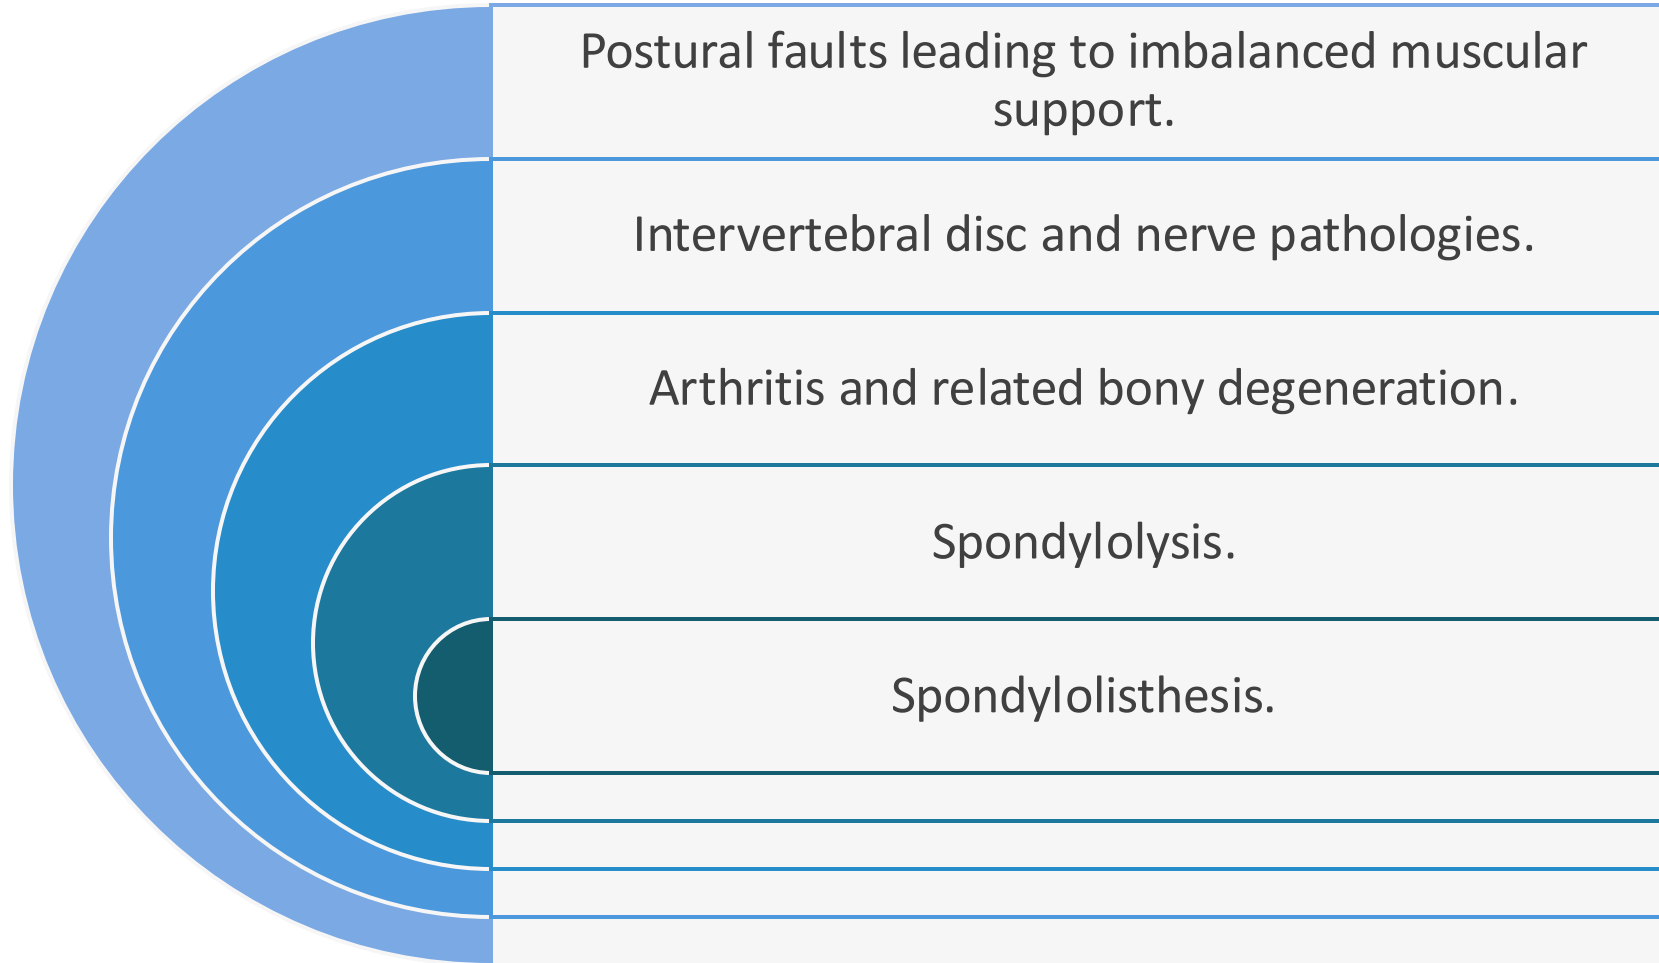 Postural faults leading to imbalanced muscular
support.
Intervertebral disc and nerve pathologies.
Arthritis and related bony degeneration.
Spondylolysis.
Spondylolisthesis.